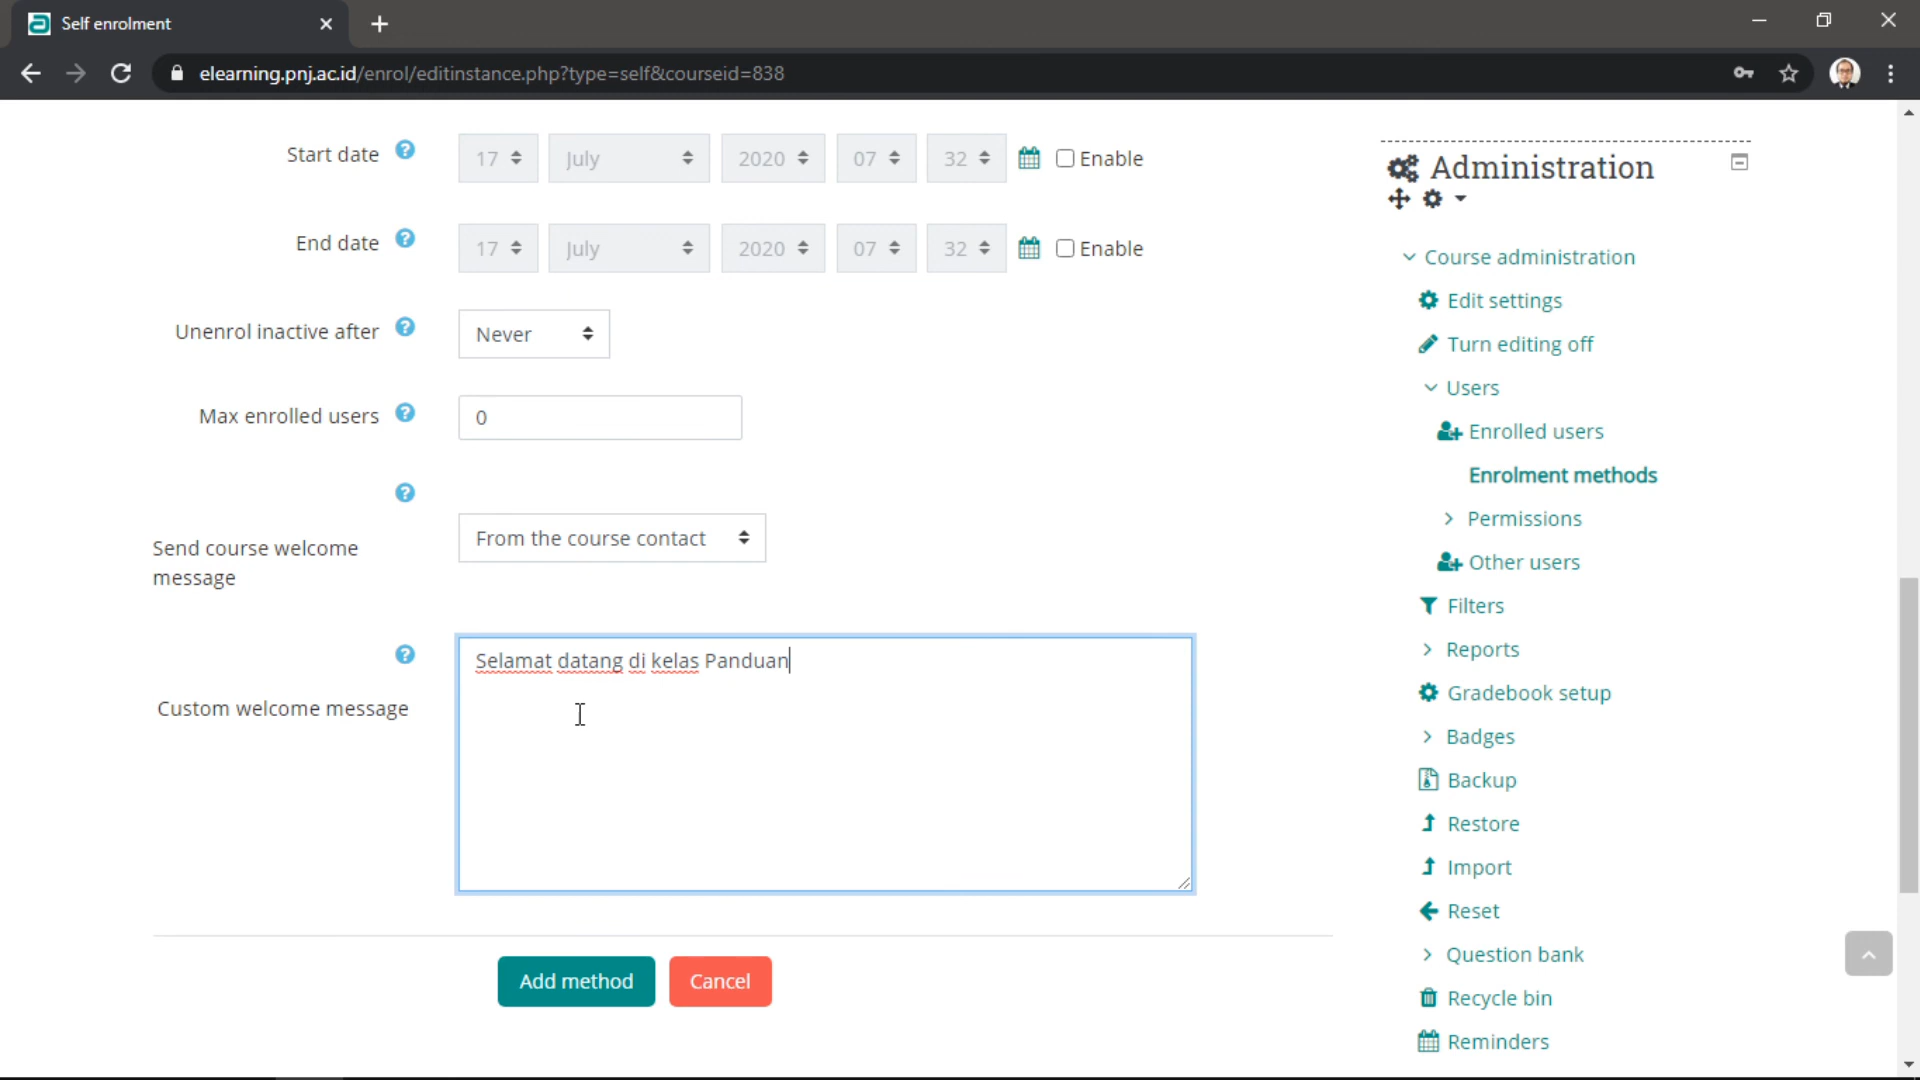 Self enrolment
elearning.pnj.ac.id/enrol/editinstance.php?type=self&courseid=838
Start date 17 July 2020 07 32 Enable
End date 17 July 2020 07 32 Enable
Unenrol inactive after Never
Max enrolled users 0
Send course welcome
message
From the course contact
Custom welcome message
Selamat datang di kelas Panduan
Add method Cancel
Administration
Course administration
Edit settings
Turn editing off
Users
Enrolled users
Enrolment methods
Permissions
Other users
Filters
Reports
Gradebook setup
Badges
Backup
Restore
Import
Reset
Question bank
Recycle bin
Reminders